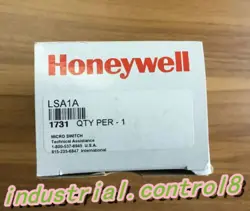 Honeywell
LSA1A
1731 QTY PER - 1
MICRO SWITCH
Technical Assistance
1-800-537-6945 U.S.A.
815-235-6847 International
industrial.control8